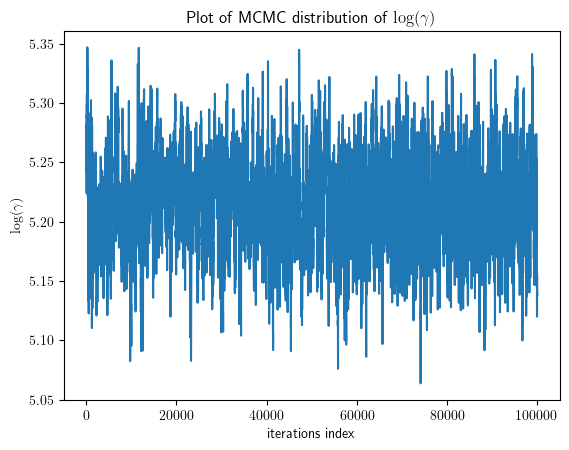 Plot of MCMC distribution of log(γ)
5.35
5.30
5.25
5.20
5.15
5.10
5.05
log(γ)
0 20000 40000 60000 80000 100000
iterations index